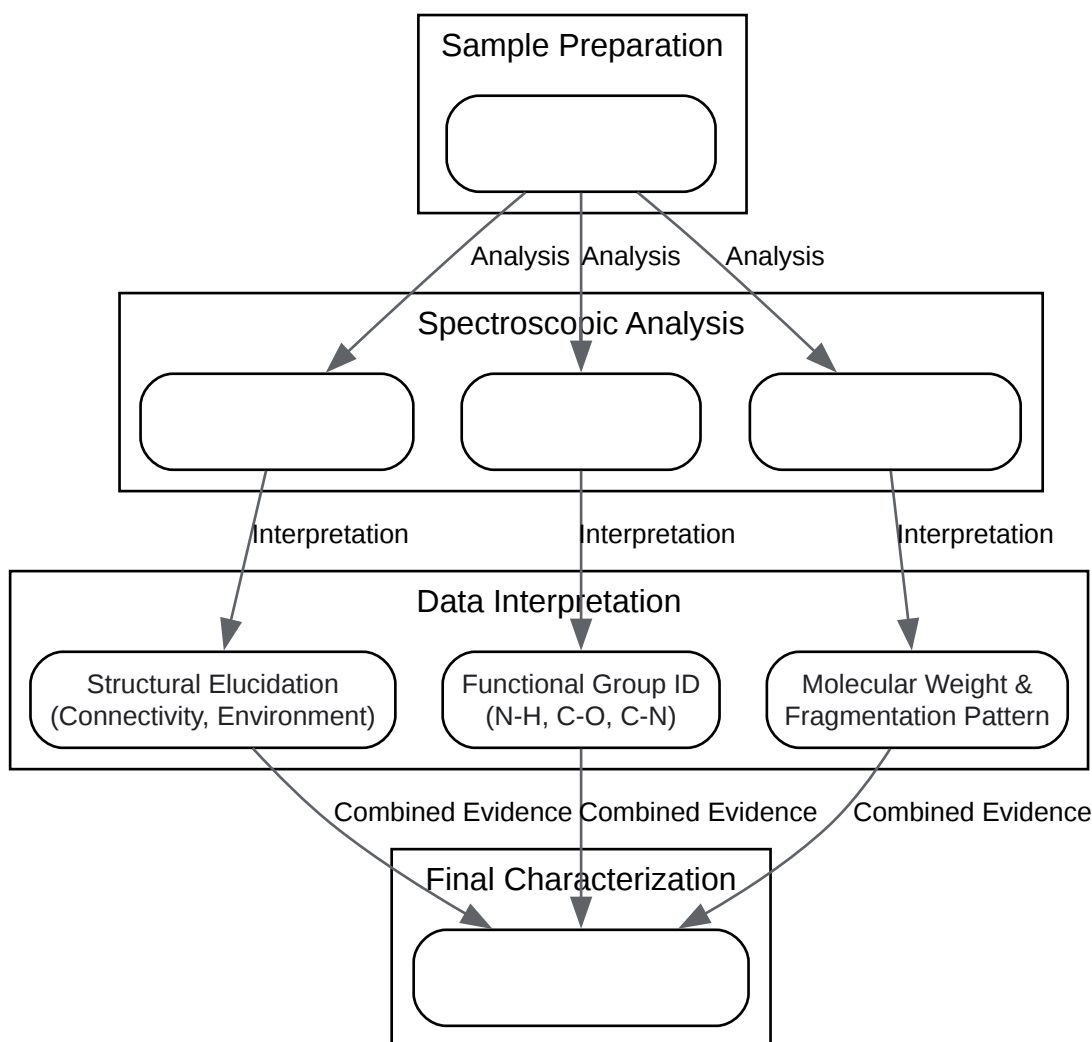 Sample Preparation
Analysis
Analysis
Analysis
Spectroscopic Analysis
Interpretation
Interpretation
Interpretation
Data Interpretation
Structural Elucidation
(Connectivity, Environment)
Functional Group ID
(N-H, C-O, C-N)
Molecular Weight &
Fragmentation Pattern
Combined Evidence
Combined Evidence
Combined Evidence
Final Characterization